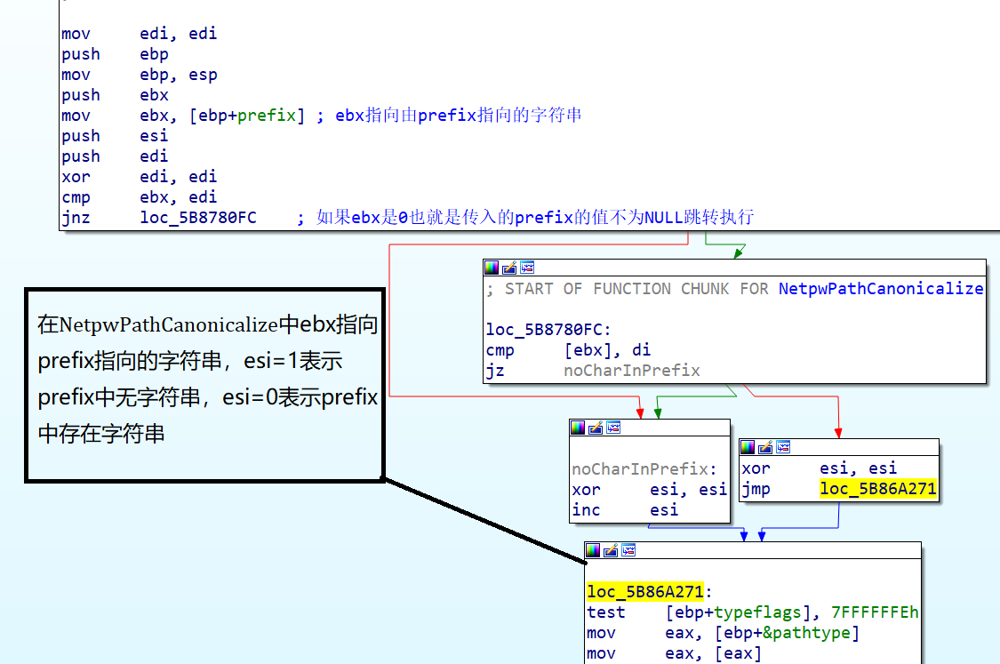 mov edi, edi
push ebp
mov ebp, esp
push ebx
mov ebx, [ebp+prefix] ; ebx指向由prefix指向的字符串
push esi
push edi
xor edi, edi
cmp ebx, edi
jnz loc_5B8780FC ; 如果ebx是0也就是传入的prefix的值不为NULL跳转执行
; START OF FUNCTION CHUNK FOR NetpwPathCanonicalize
loc_5B8780FC:
cmp [ebx], di
jz noCharInPrefix
在NetpwPathCanonicalize中ebx指向
prefix指向的字符串，esi=1表示
prefix中无字符串，esi=0表示prefix
中存在字符串
noCharInPrefix:
xor esi, esi
inc esi
xor esi, esi
jmp loc_5B86A271
loc_5B86A271:
test [ebp+typeflags], 7FFFFFFEh
mov eax, [ebp+&pathtype]
mov eax, [eax]